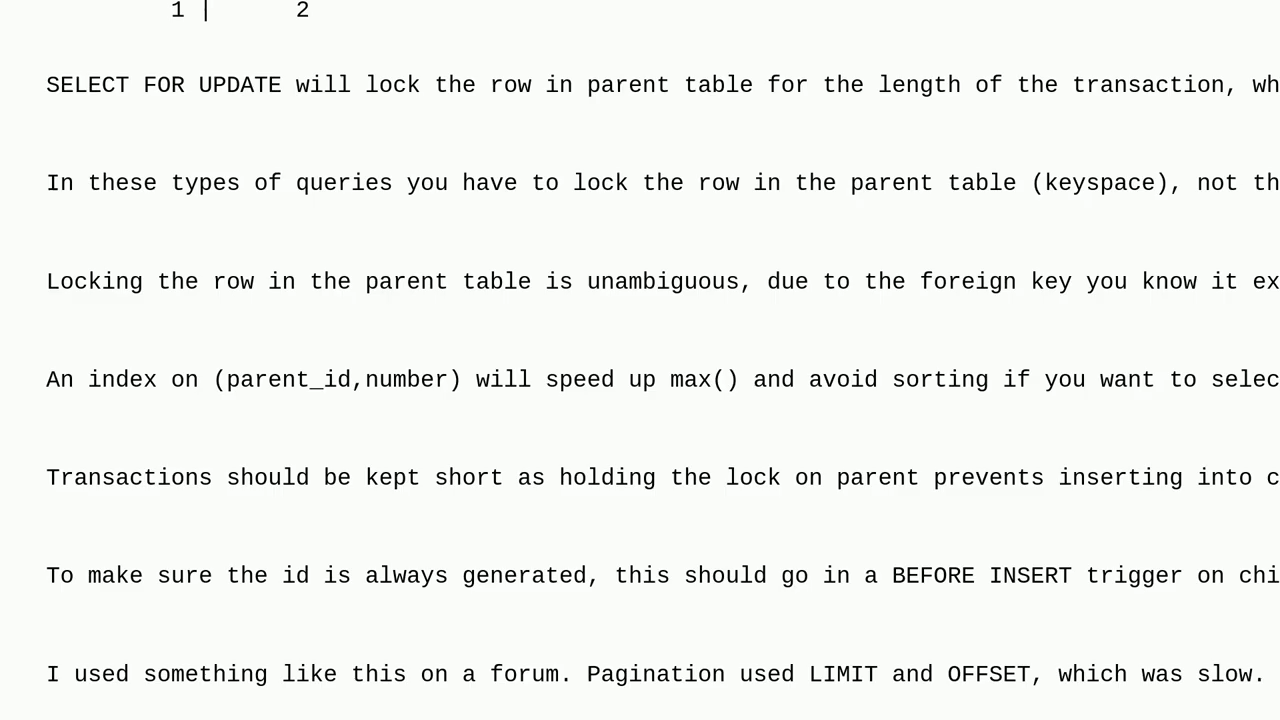 1 |      2
SELECT FOR UPDATE will lock the row in parent table for the length of the transaction, wh
In these types of queries you have to lock the row in the parent table (keyspace), not th
Locking the row in the parent table is unambiguous, due to the foreign key you know it ex
An index on (parent_id,number) will speed up max() and avoid sorting if you want to selec
Transactions should be kept short as holding the lock on parent prevents inserting into c
To make sure the id is always generated, this should go in a BEFORE INSERT trigger on chi
I used something like this on a forum. Pagination used LIMIT and OFFSET, which was slow.